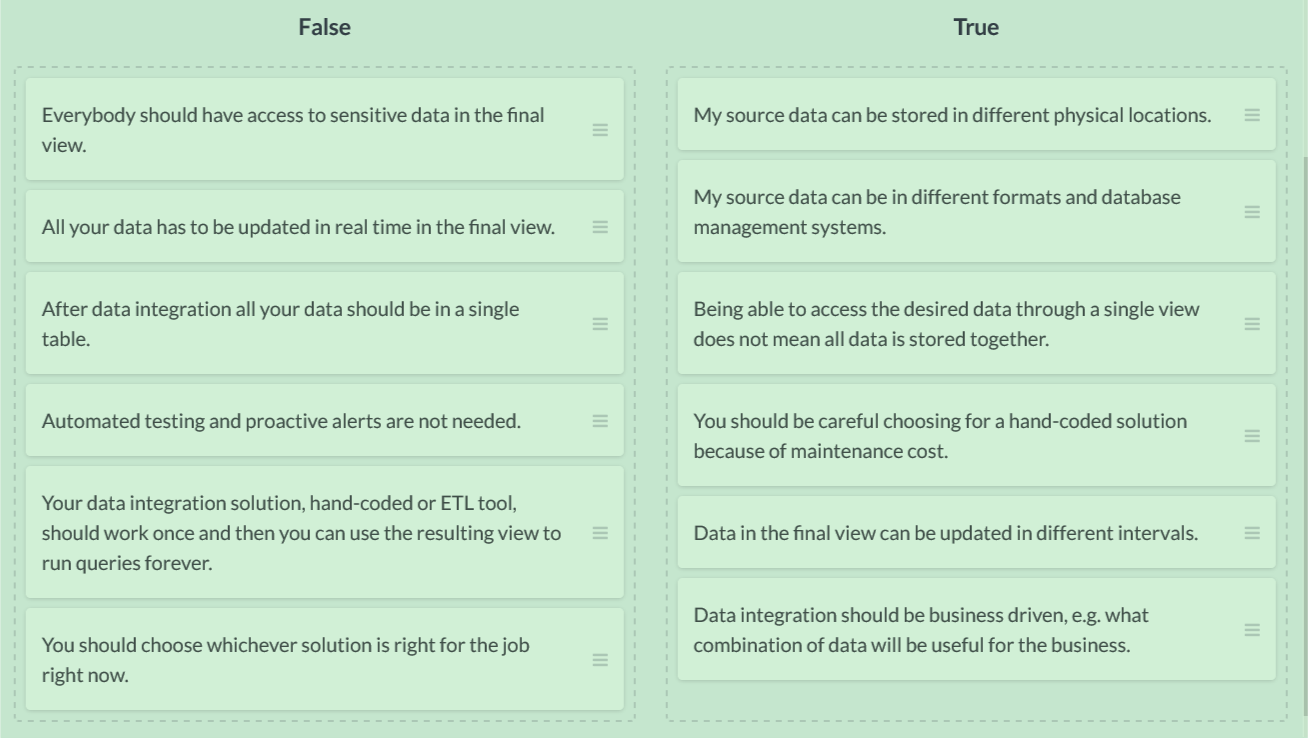 False
Everybody should have access to sensitive data in the final
view.
All your data has to be updated in real time in the final view.
After data integration all your data should be in a single
table.
Automated testing and proactive alerts are not needed.
Your data integration solution, hand-coded or ETL tool,
should work once and then you can use the resulting view to
run queries forever.
You should choose whichever solution is right for the job
right now.
True
My source data can be stored in different physical locations.
My source data can be in different formats and database
management systems.
Being able to access the desired data through a single view
does not mean all data is stored together.
You should be careful choosing for a hand-coded solution
because of maintenance cost.
Data in the final view can be updated in different intervals.
Data integration should be business driven, e.g. what
combination of data will be useful for the business.